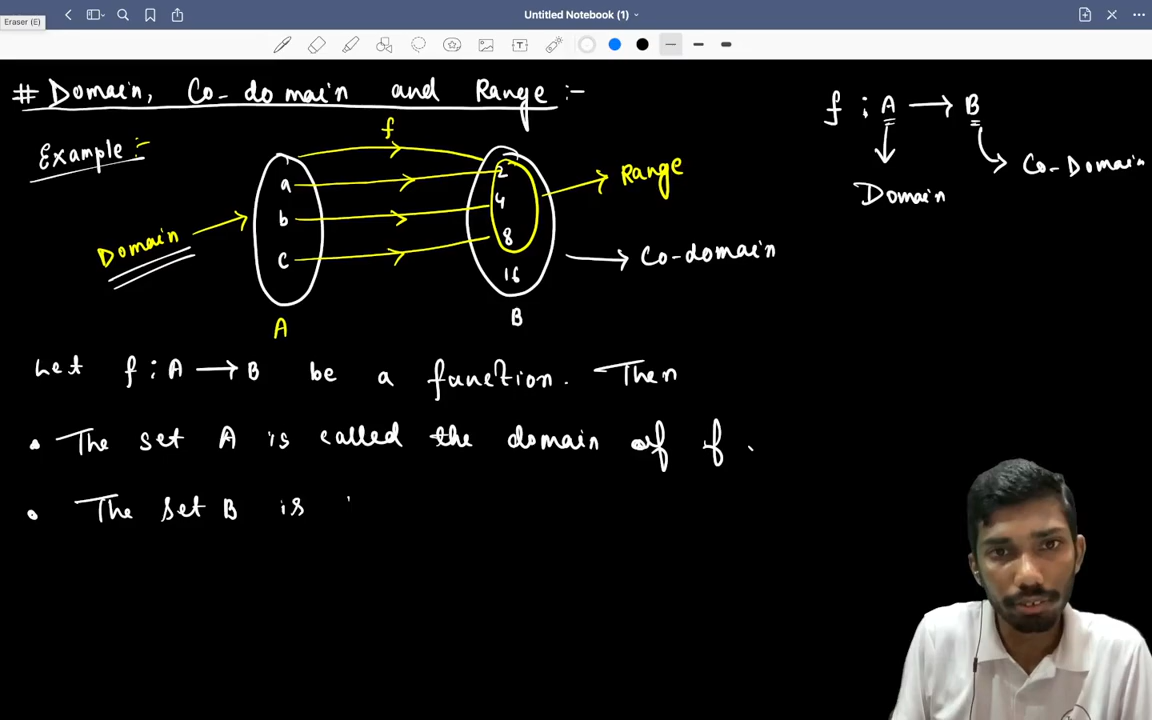 Eraser (E)
Untitled Notebook (1)
# Domain, Co-domain and Range :-
f : A → B
Example :-
f
Domain
Co-Domain
a
b
c
2
4
8
16
Range
Domain
Co-domain
A
B
Let f : A → B be a function. Then
• The set A is called the domain of f.
• The set B is